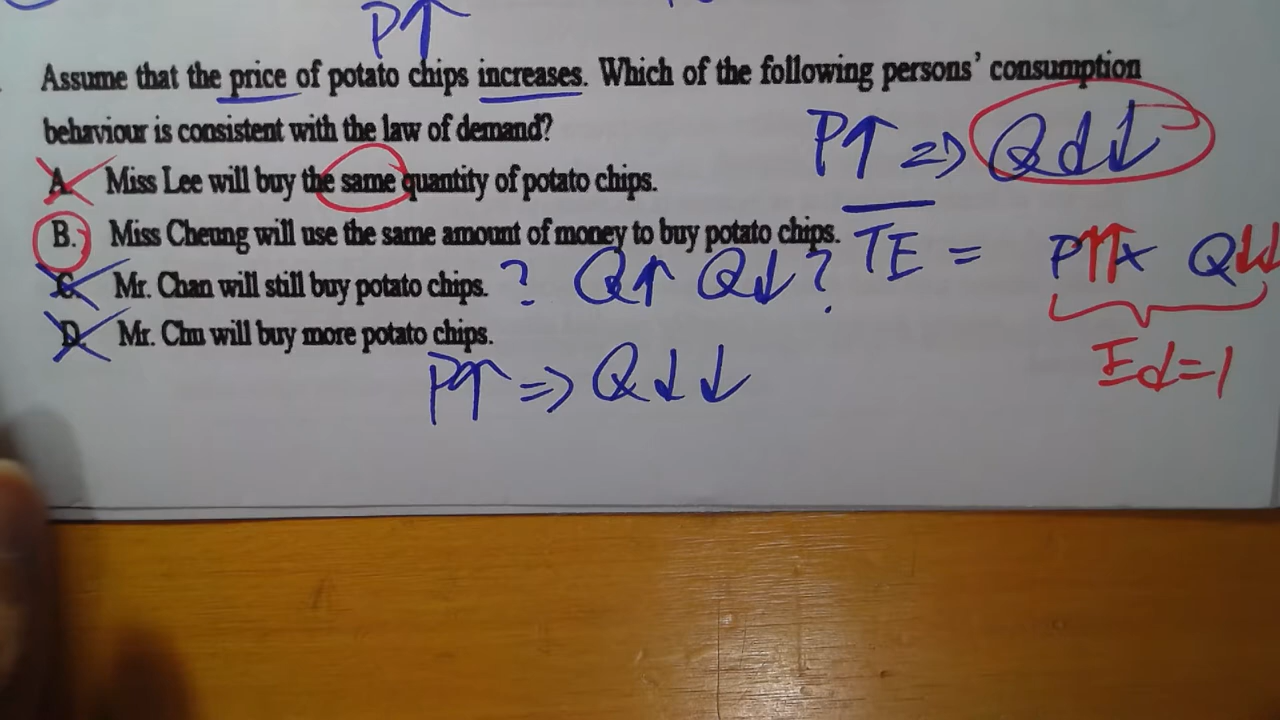 P↑
Assume that the price of potato chips increases. Which of the following persons' consumption
behaviour is consistent with the law of demand?
P↑ => Qd↓
A. Miss Lee will buy the same quantity of potato chips.
B. Miss Cheung will use the same amount of money to buy potato chips.
TE = P↑↑ x Q↓↓
C. Mr. Chan will still buy potato chips. ? Q↑ Q↓ ?
D. Mr. Chu will buy more potato chips.
Ed=1
P↑ => Qd↓